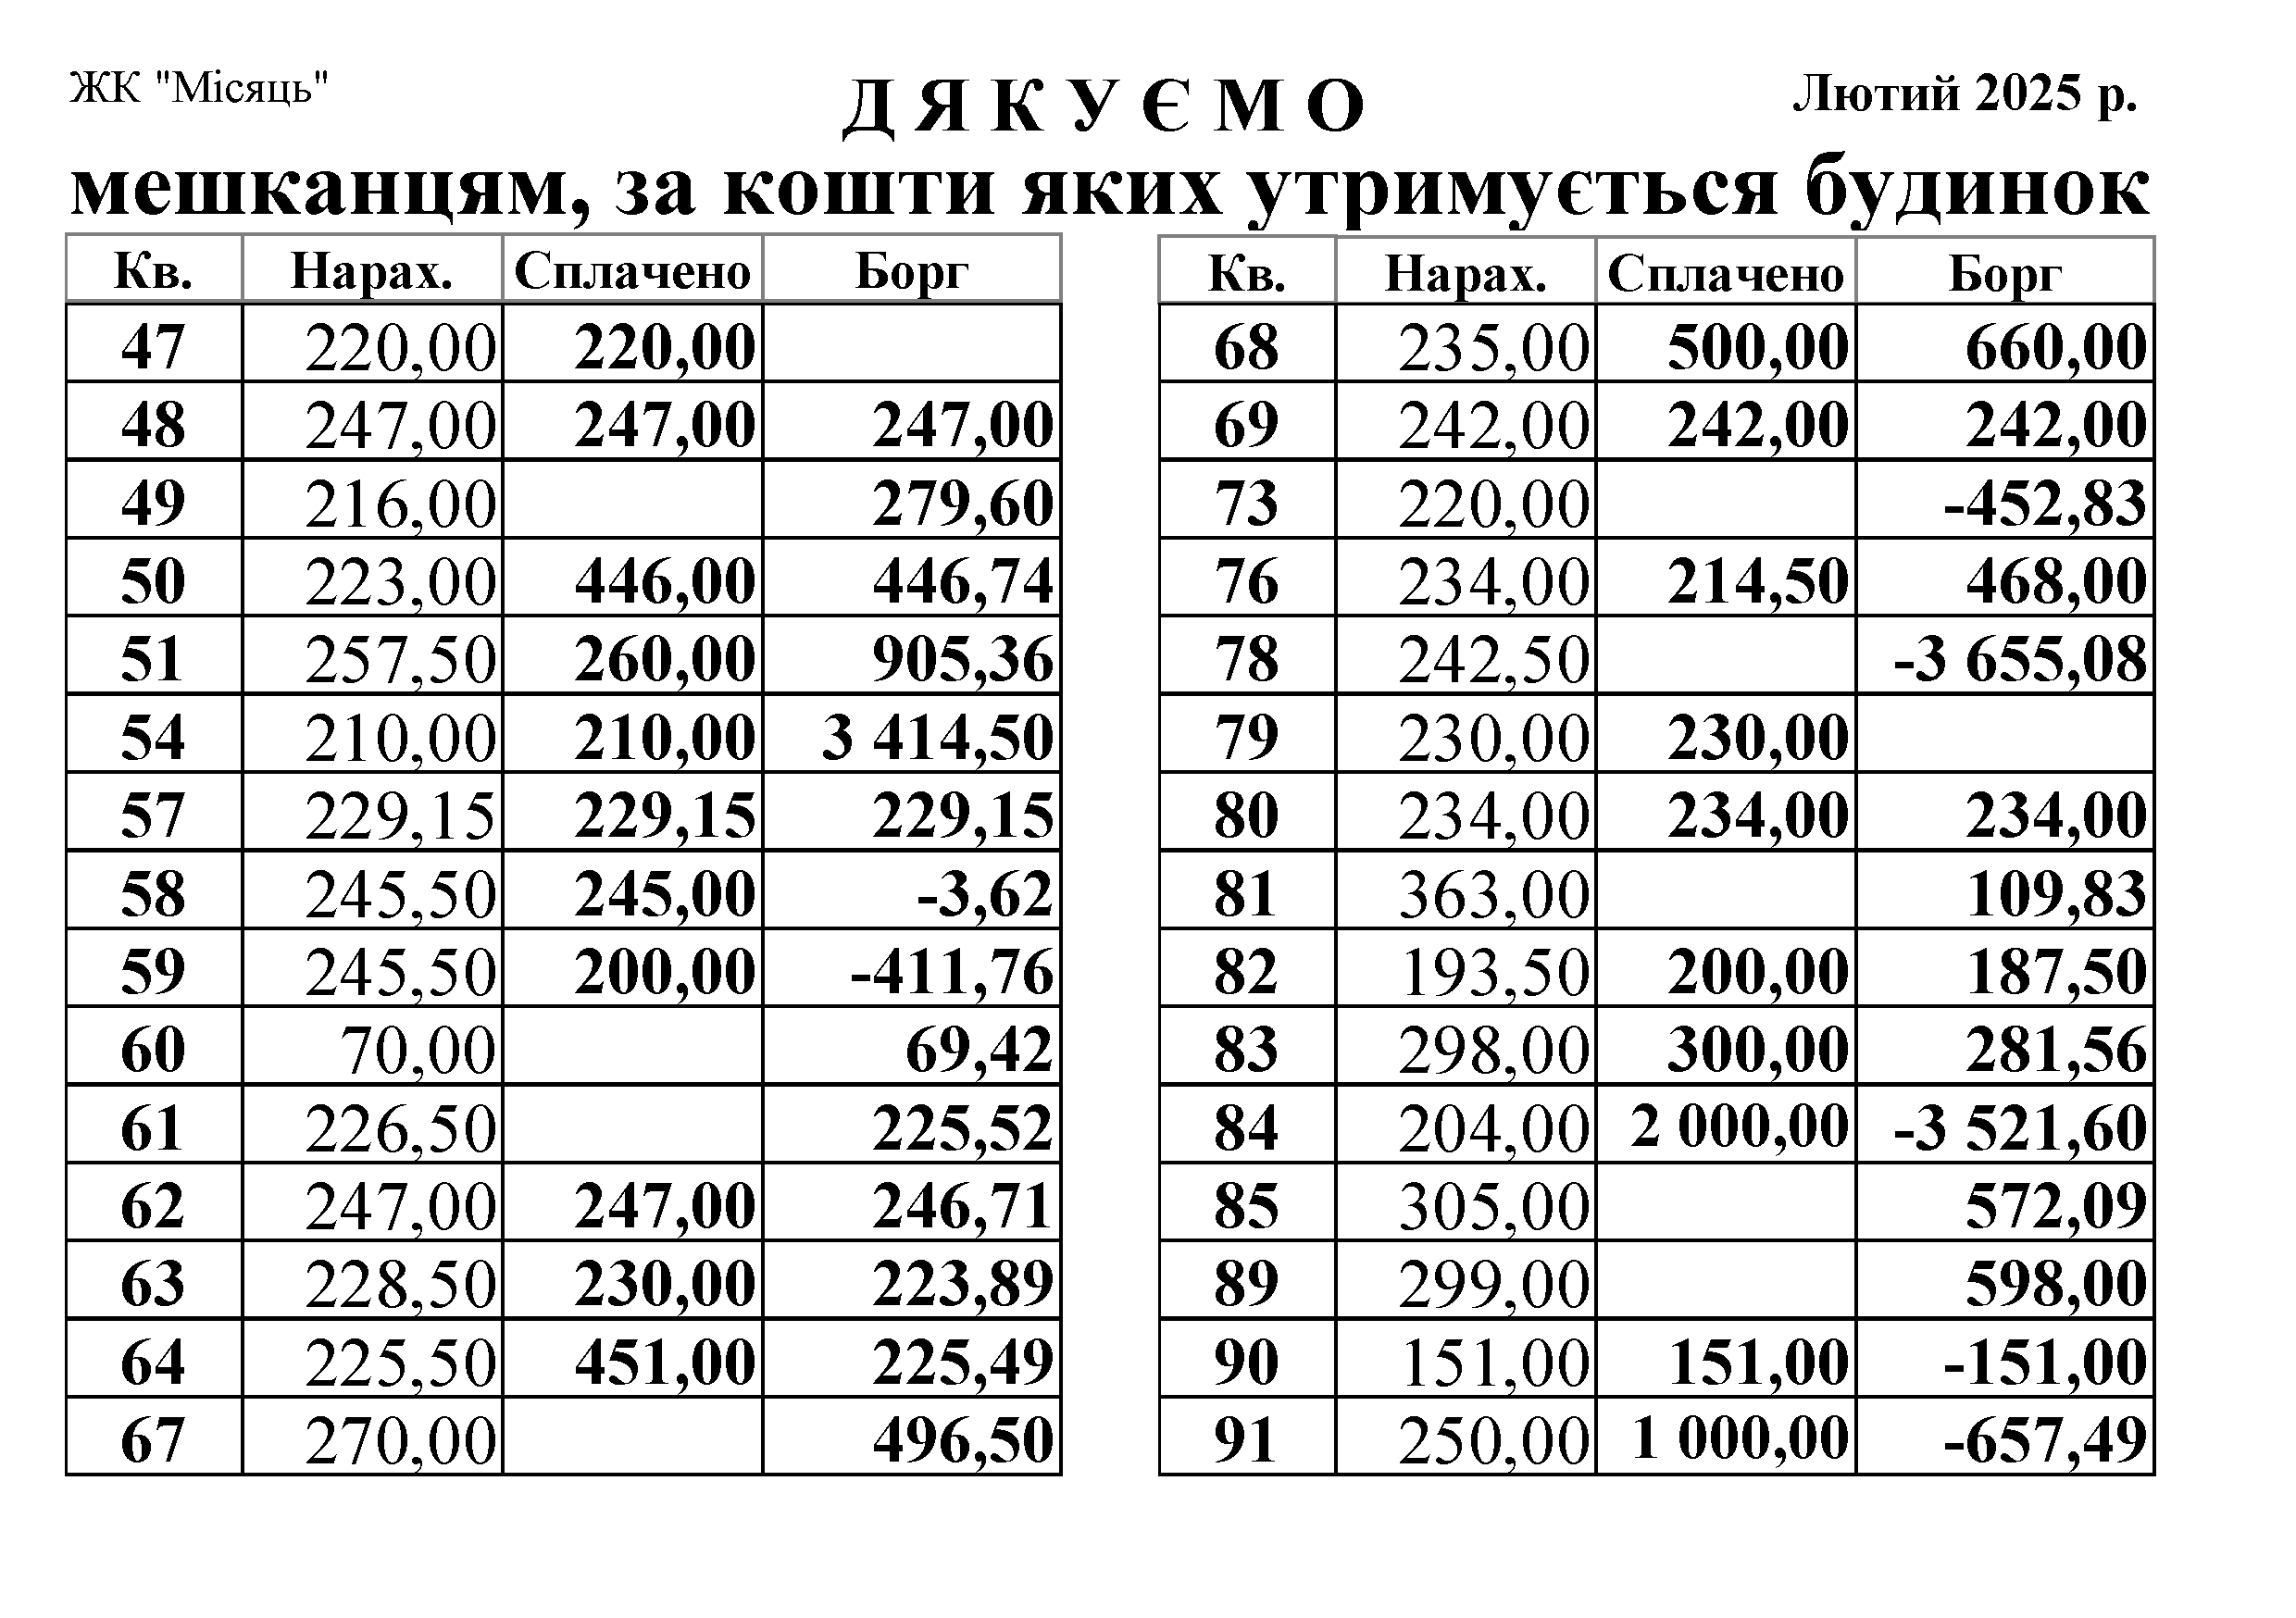 ЖК "Місяць" Д Я К У Є М О Лютий 2025 р.
мешканцям, за кошти яких утримується будинок
Кв. Нарах. Сплачено Борг
47 220,00 220,00
48 247,00 247,00 247,00
49 216,00 279,60
50 223,00 446,00 446,74
51 257,50 260,00 905,36
54 210,00 210,00 3 414,50
57 229,15 229,15 229,15
58 245,50 245,00 -3,62
59 245,50 200,00 -411,76
60 70,00 69,42
61 226,50 225,52
62 247,00 247,00 246,71
63 228,50 230,00 223,89
64 225,50 451,00 225,49
67 270,00 496,50
Кв. Нарах. Сплачено Борг
68 235,00 500,00 660,00
69 242,00 242,00 242,00
73 220,00 -452,83
76 234,00 214,50 468,00
78 242,50 -3 655,08
79 230,00 230,00
80 234,00 234,00 234,00
81 363,00 109,83
82 193,50 200,00 187,50
83 298,00 300,00 281,56
84 204,00 2 000,00 -3 521,60
85 305,00 572,09
89 299,00 598,00
90 151,00 151,00 -151,00
91 250,00 1 000,00 -657,49